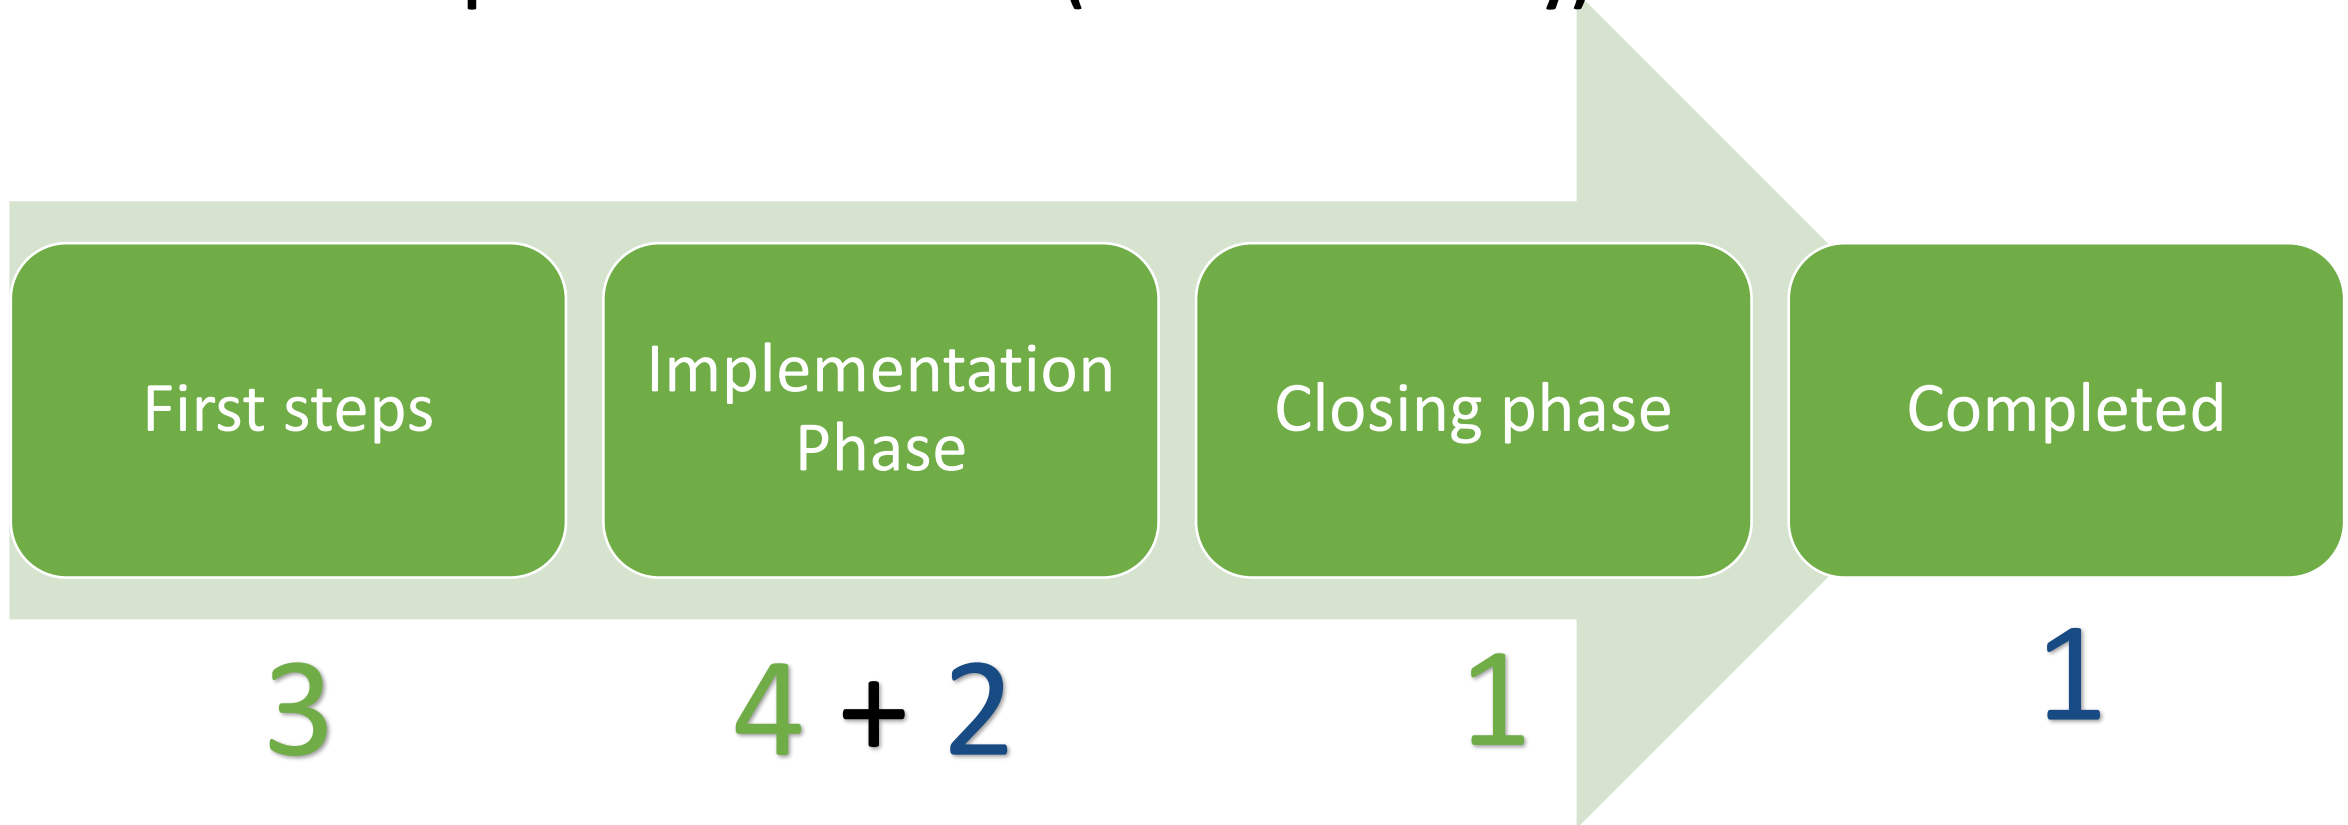 First steps
Implementation
Phase
Closing phase
Completed
3
4 + 2
1
1